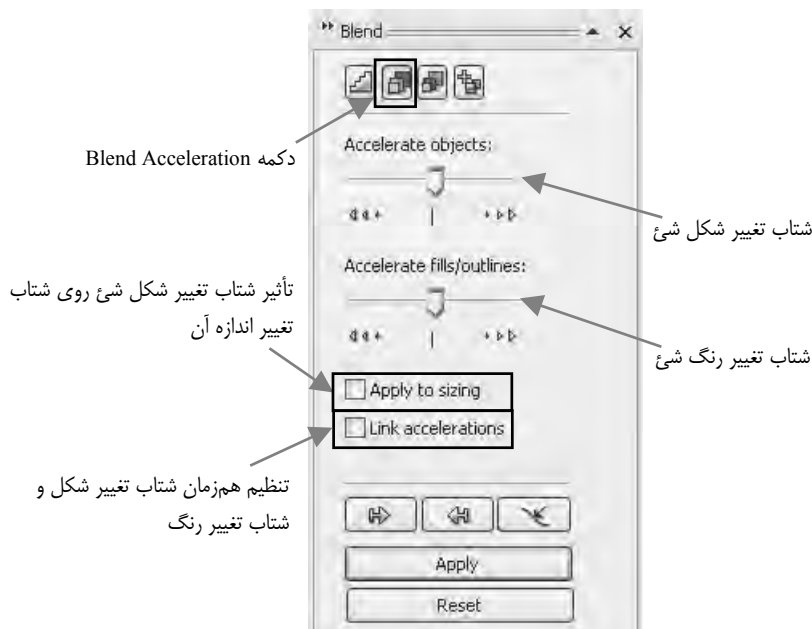 Blend
دکمه Blend Acceleration
Accelerate objects:
شتاب تغییر شکل شئ
Accelerate fills/outlines:
تأثیر شتاب تغییر شکل شئ روی شتاب
تغییر اندازه آن
شتاب تغییر رنگ شئ
Apply to sizing
Link accelerations
تنظیم هم‌زمان شتاب تغییر شکل و
شتاب تغییر رنگ
Apply
Reset